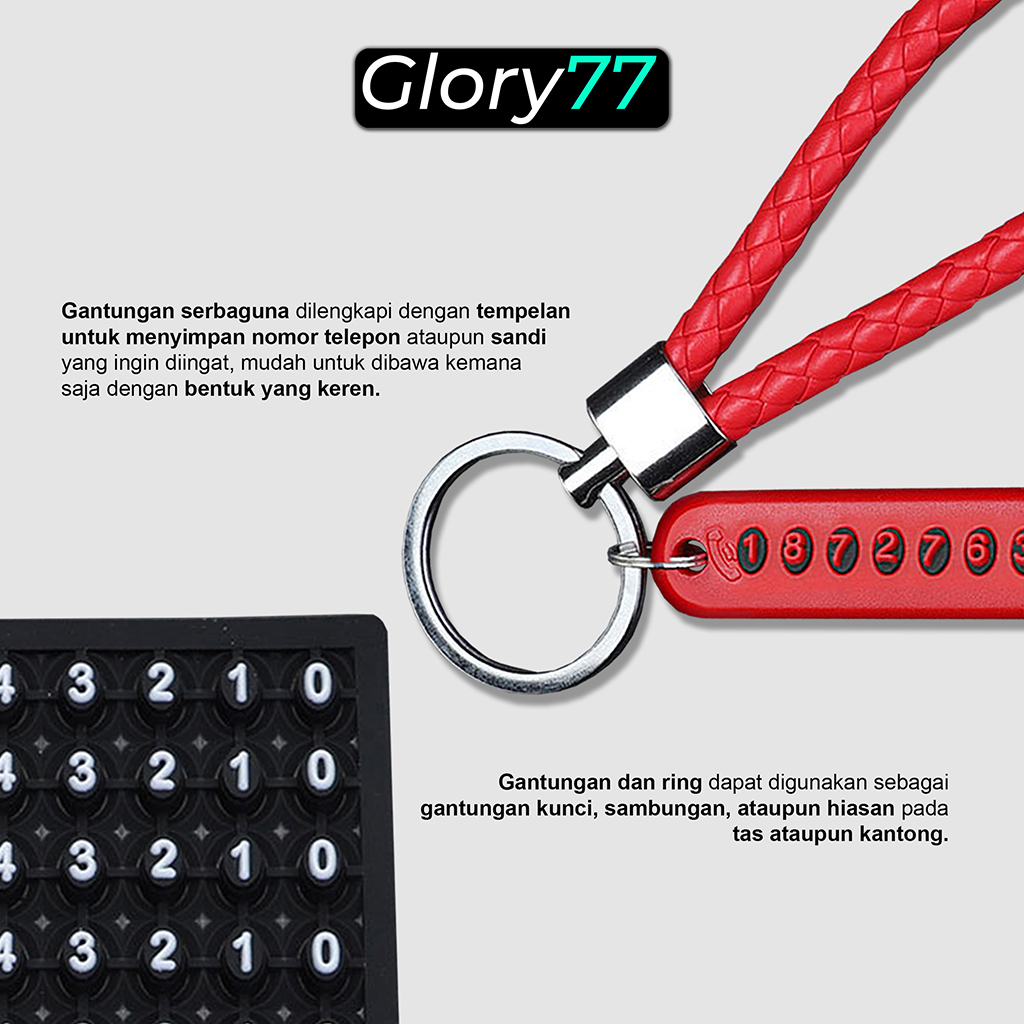 Glory77
Gantungan serbaguna dilengkapi dengan tempelan
untuk menyimpan nomor telepon ataupun sandi
yang ingin diingat, mudah untuk dibawa kemana
saja dengan bentuk yang keren.
187276
4 3 2 1 0
4 3 2 1 0
4 3 2 1 0
4 3 2 1 0
Gantungan dan ring dapat digunakan sebagai
gantungan kunci, sambungan, ataupun hiasan pada
tas ataupun kantong.